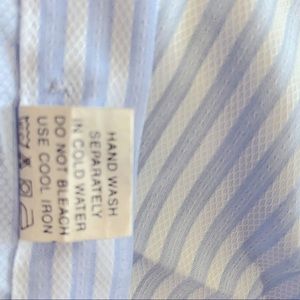 HAND WASH
SEPARATELY
IN COLD WATER
DO NOT BLEACH
USE COOL IRON